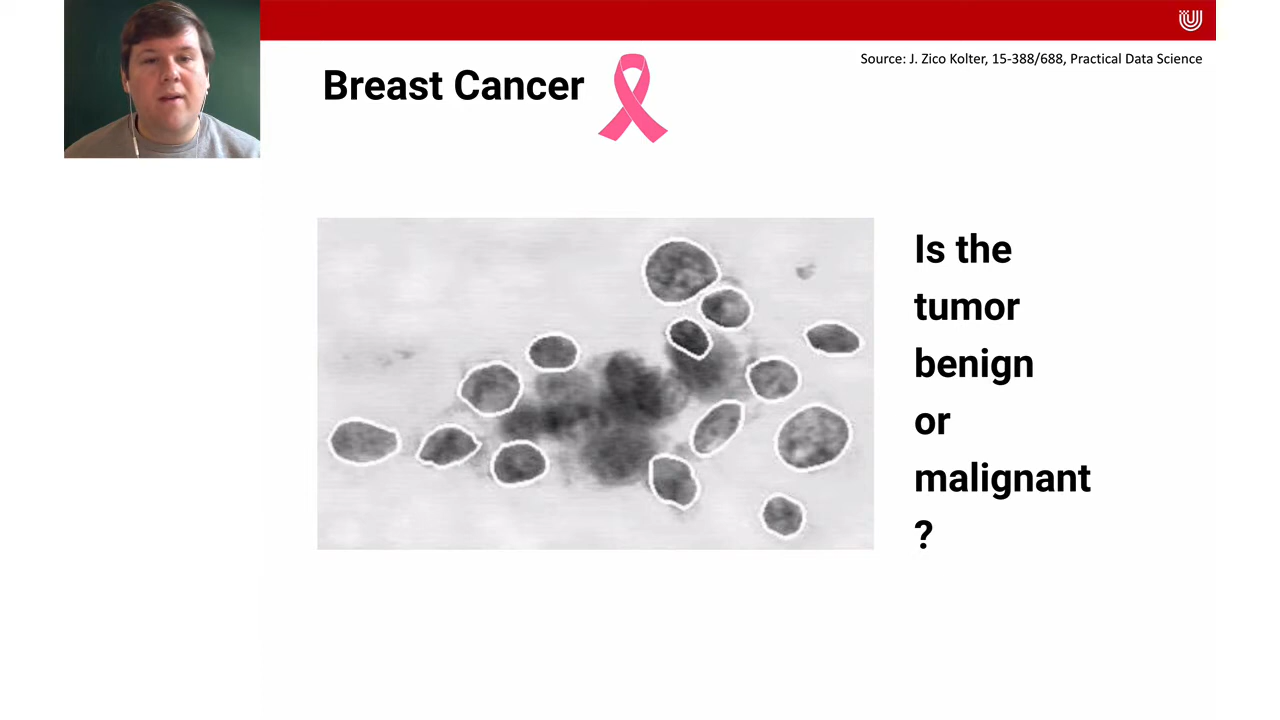 Source: J. Zico Kolter, 15-388/688, Practical Data Science
Breast Cancer
Is the
tumor
benign
or
malignant
?